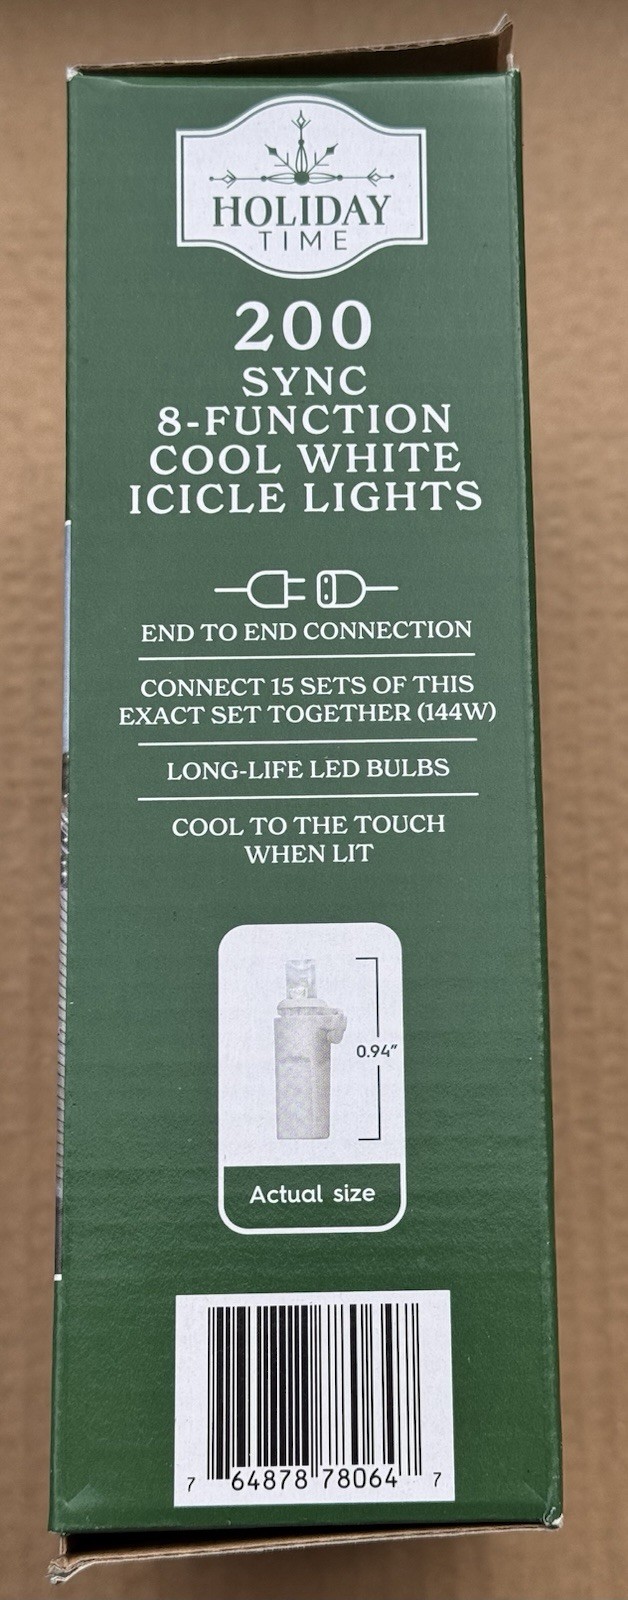 HOLIDAY
TIME
200
SYNC
8-FUNCTION
COOL WHITE
ICICLE LIGHTS
END TO END CONNECTION
CONNECT 15 SETS OF THIS
EXACT SET TOGETHER (144W)
LONG-LIFE LED BULBS
COOL TO THE TOUCH
WHEN LIT
0.94"
Actual size
7 64878 78064 7